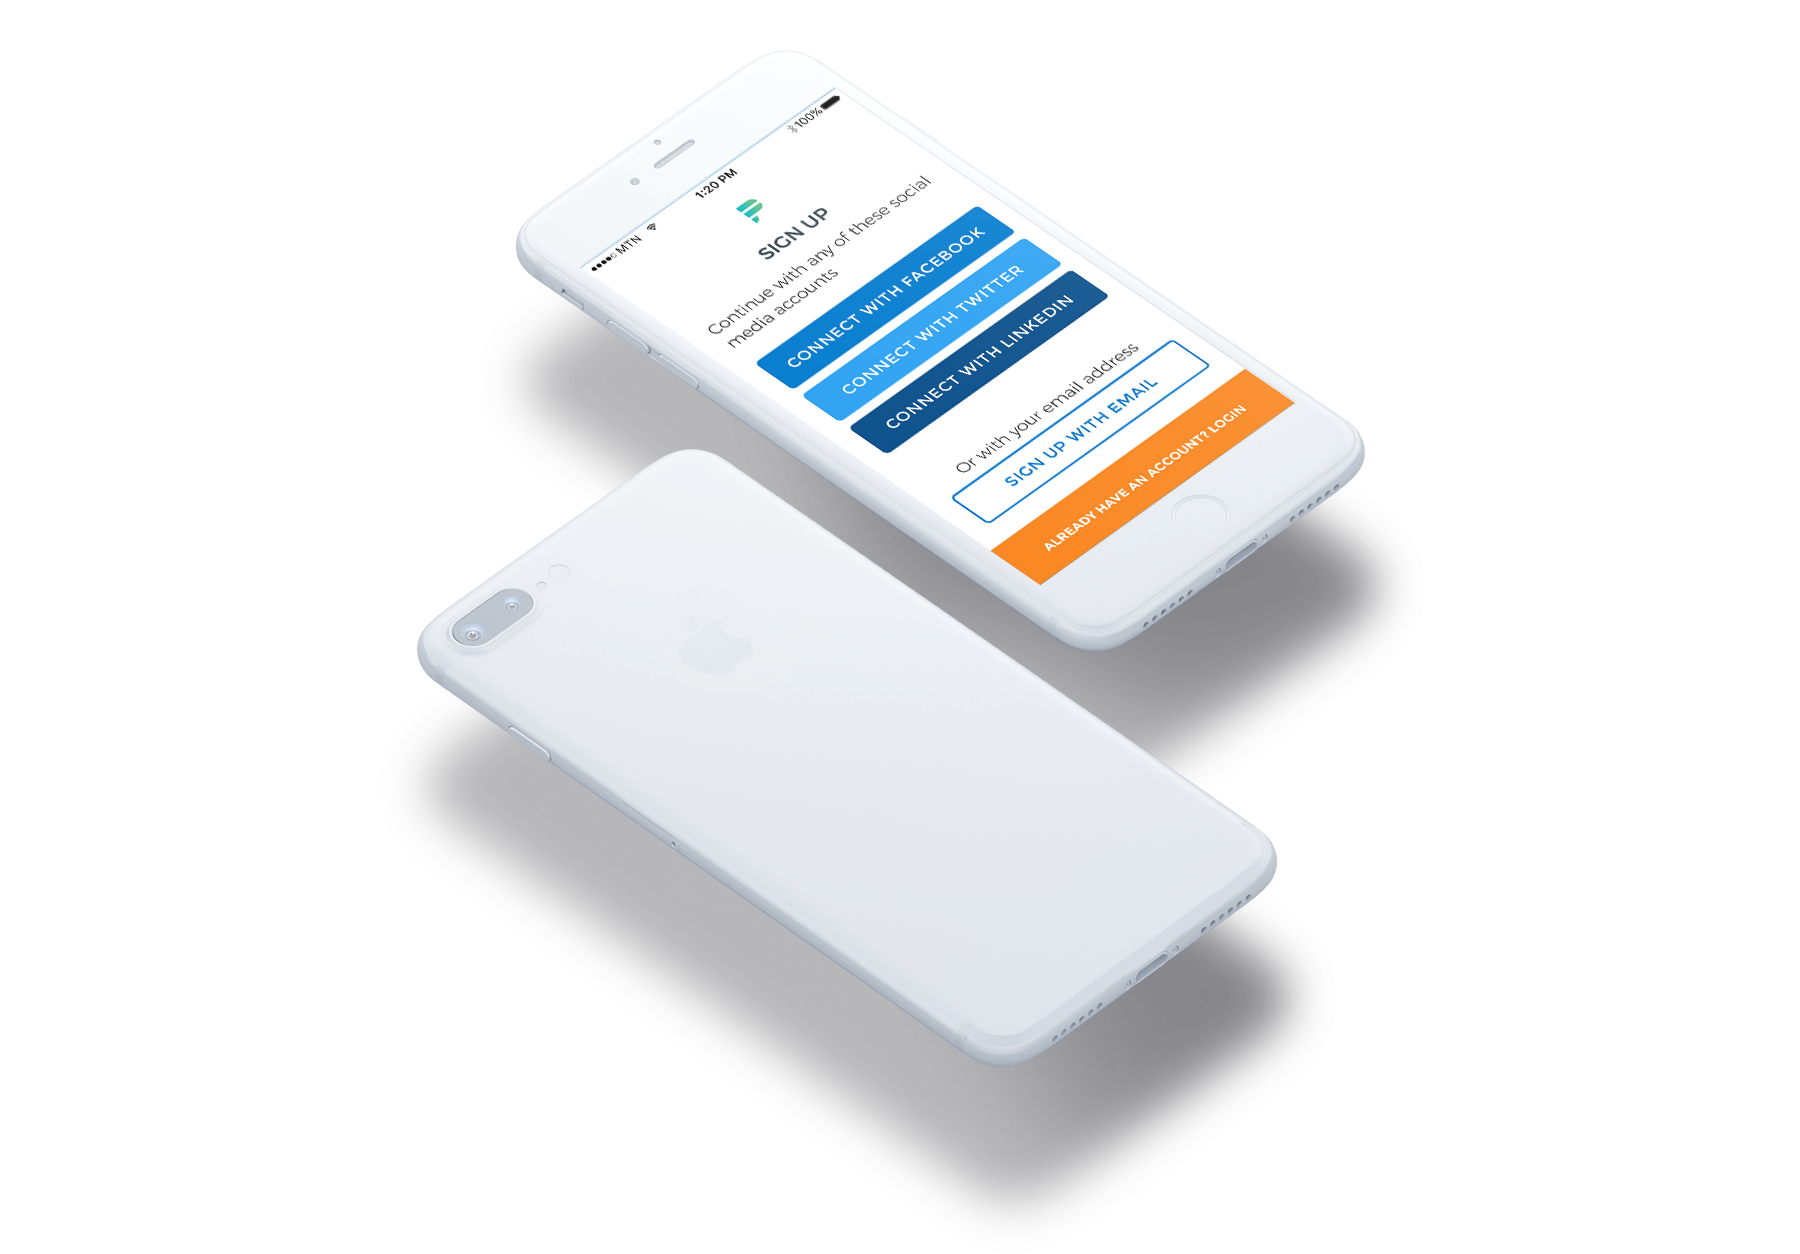 MTN 1:20 PM 100%
SIGN UP
Continue with any of these social
media accounts
CONNECT WITH FACEBOOK
CONNECT WITH TWITTER
CONNECT WITH LINKEDIN
Or with your email address
SIGN UP WITH EMAIL
ALREADY HAVE AN ACCOUNT? LOGIN